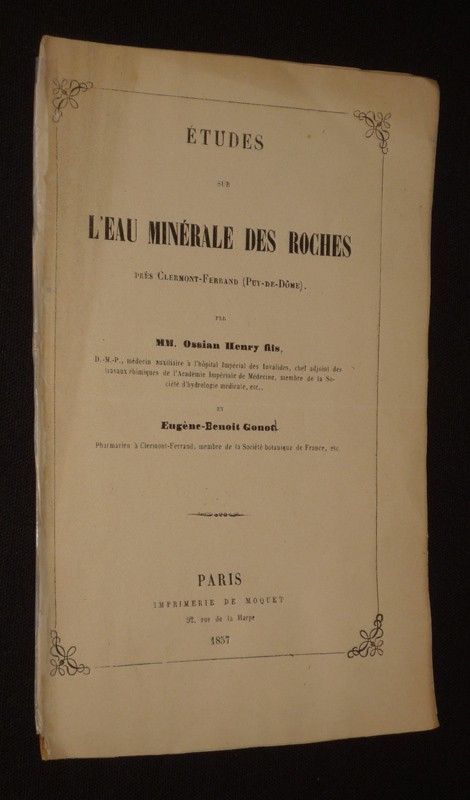 ÉTUDES
SUR
L'EAU MINÉRALE DES ROCHES
PRÈS CLERMONT-FERRAND (PUY-DE-DÔME).
PAR
MM. Ossian Henry fils,
D.-M.-P., médecin auxiliaire à l'hôpital Impérial des Invalides, chef adjoint des
travaux chimiques de l'Académie Impériale de Médecine, membre de la So-
ciété d'hydrologie médicale, etc.,
ET
Eugène-Benoit Gonod,
Pharmacien à Clermont-Ferrand, membre de la Société botanique de France, etc.
PARIS
IMPRIMERIE DE MOQUET
92, rue de la Harpe
1857